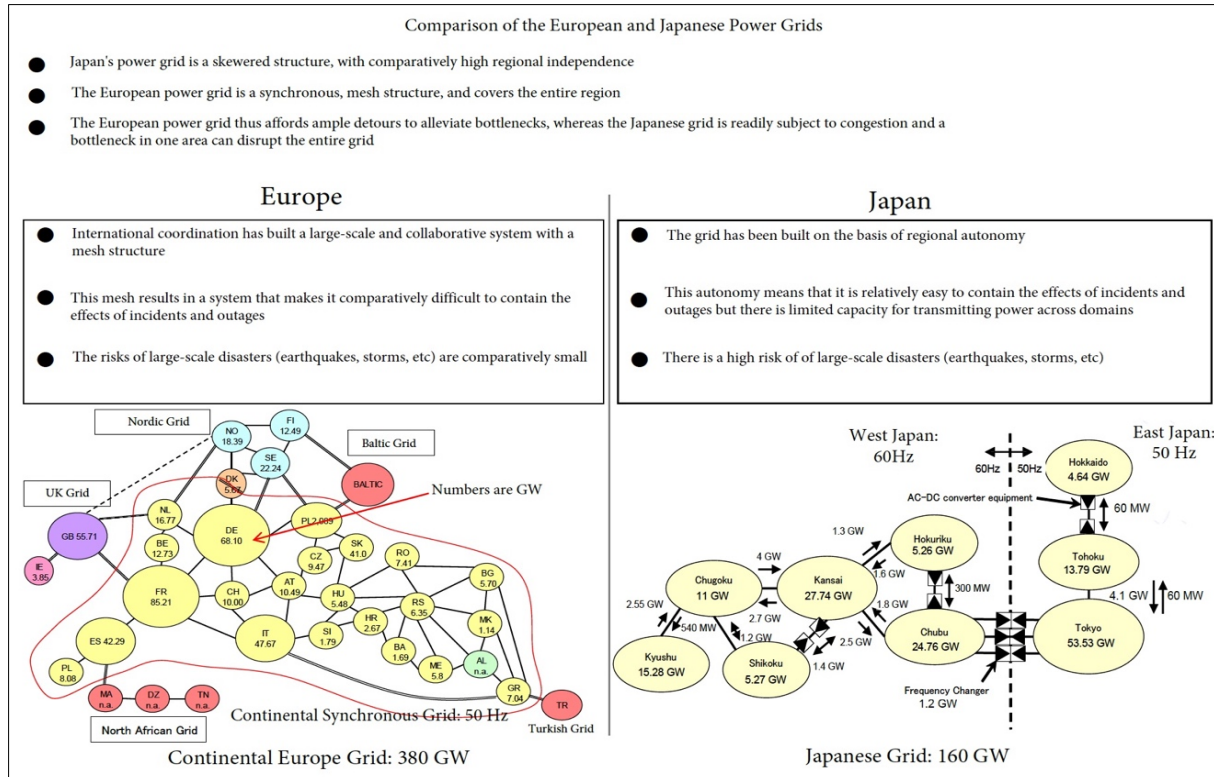 Comparison of the European and Japanese Power Grids
Japan's power grid is a skewered structure, with comparatively high regional independence
The European power grid is a synchronous, mesh structure, and covers the entire region
The European power grid thus affords ample detours to alleviate bottlenecks, whereas the Japanese grid is readily subject to congestion and a
bottleneck in one area can disrupt the entire grid
Europe
International coordination has built a large-scale and collaborative system with a
mesh structure
This mesh results in a system that makes it comparatively difficult to contain the
effects of incidents and outages
The risks of large-scale disasters (earthquakes, storms, etc) are comparatively small
Nordic Grid
NO
18.39
FI
12.49
SE
22.24
Baltic Grid
BALTIC
DK
5.67
Numbers are GW
UK Grid
GB 55.71
IE
3.85
NL
16.77
BE
12.73
DE
68.10
PL2,089
CZ
9.47
SK
41.0
FR
85.21
CH
10.00
AT
10.49
HU
5.48
RO
7.41
BG
5.70
RS
6.35
MK
1.14
HR
2.67
SI
1.79
IT
47.67
BA
1.69
ME
5.8
AL
n.a.
GR
7.04
ES 42.29
PL
8.08
MA
n.a.
DZ
n.a.
TN
n.a.
TR
North African Grid
Turkish Grid
Continental Synchronous Grid: 50 Hz
Continental Europe Grid: 380 GW
Japan
The grid has been built on the basis of regional autonomy
This autonomy means that it is relatively easy to contain the effects of incidents and
outages but there is limited capacity for transmitting power across domains
There is a high risk of of large-scale disasters (earthquakes, storms, etc)
West Japan:
60Hz
East Japan:
50 Hz
60Hz
50Hz
Hokkaido
4.64 GW
AC-DC converter equipment
60 MW
Tohoku
13.79 GW
4.1 GW
60 MW
Tokyo
53.53 GW
1.3 GW
Hokuriku
5.26 GW
1.6 GW
300 MW
4 GW
Chugoku
11 GW
Kansai
27.74 GW
2.7 GW
1.8 GW
2.5 GW
Chubu
24.76 GW
2.55 GW
540 MW
1.2 GW
1.4 GW
Kyushu
15.28 GW
Shikoku
5.27 GW
Frequency Changer
1.2 GW
Japanese Grid: 160 GW